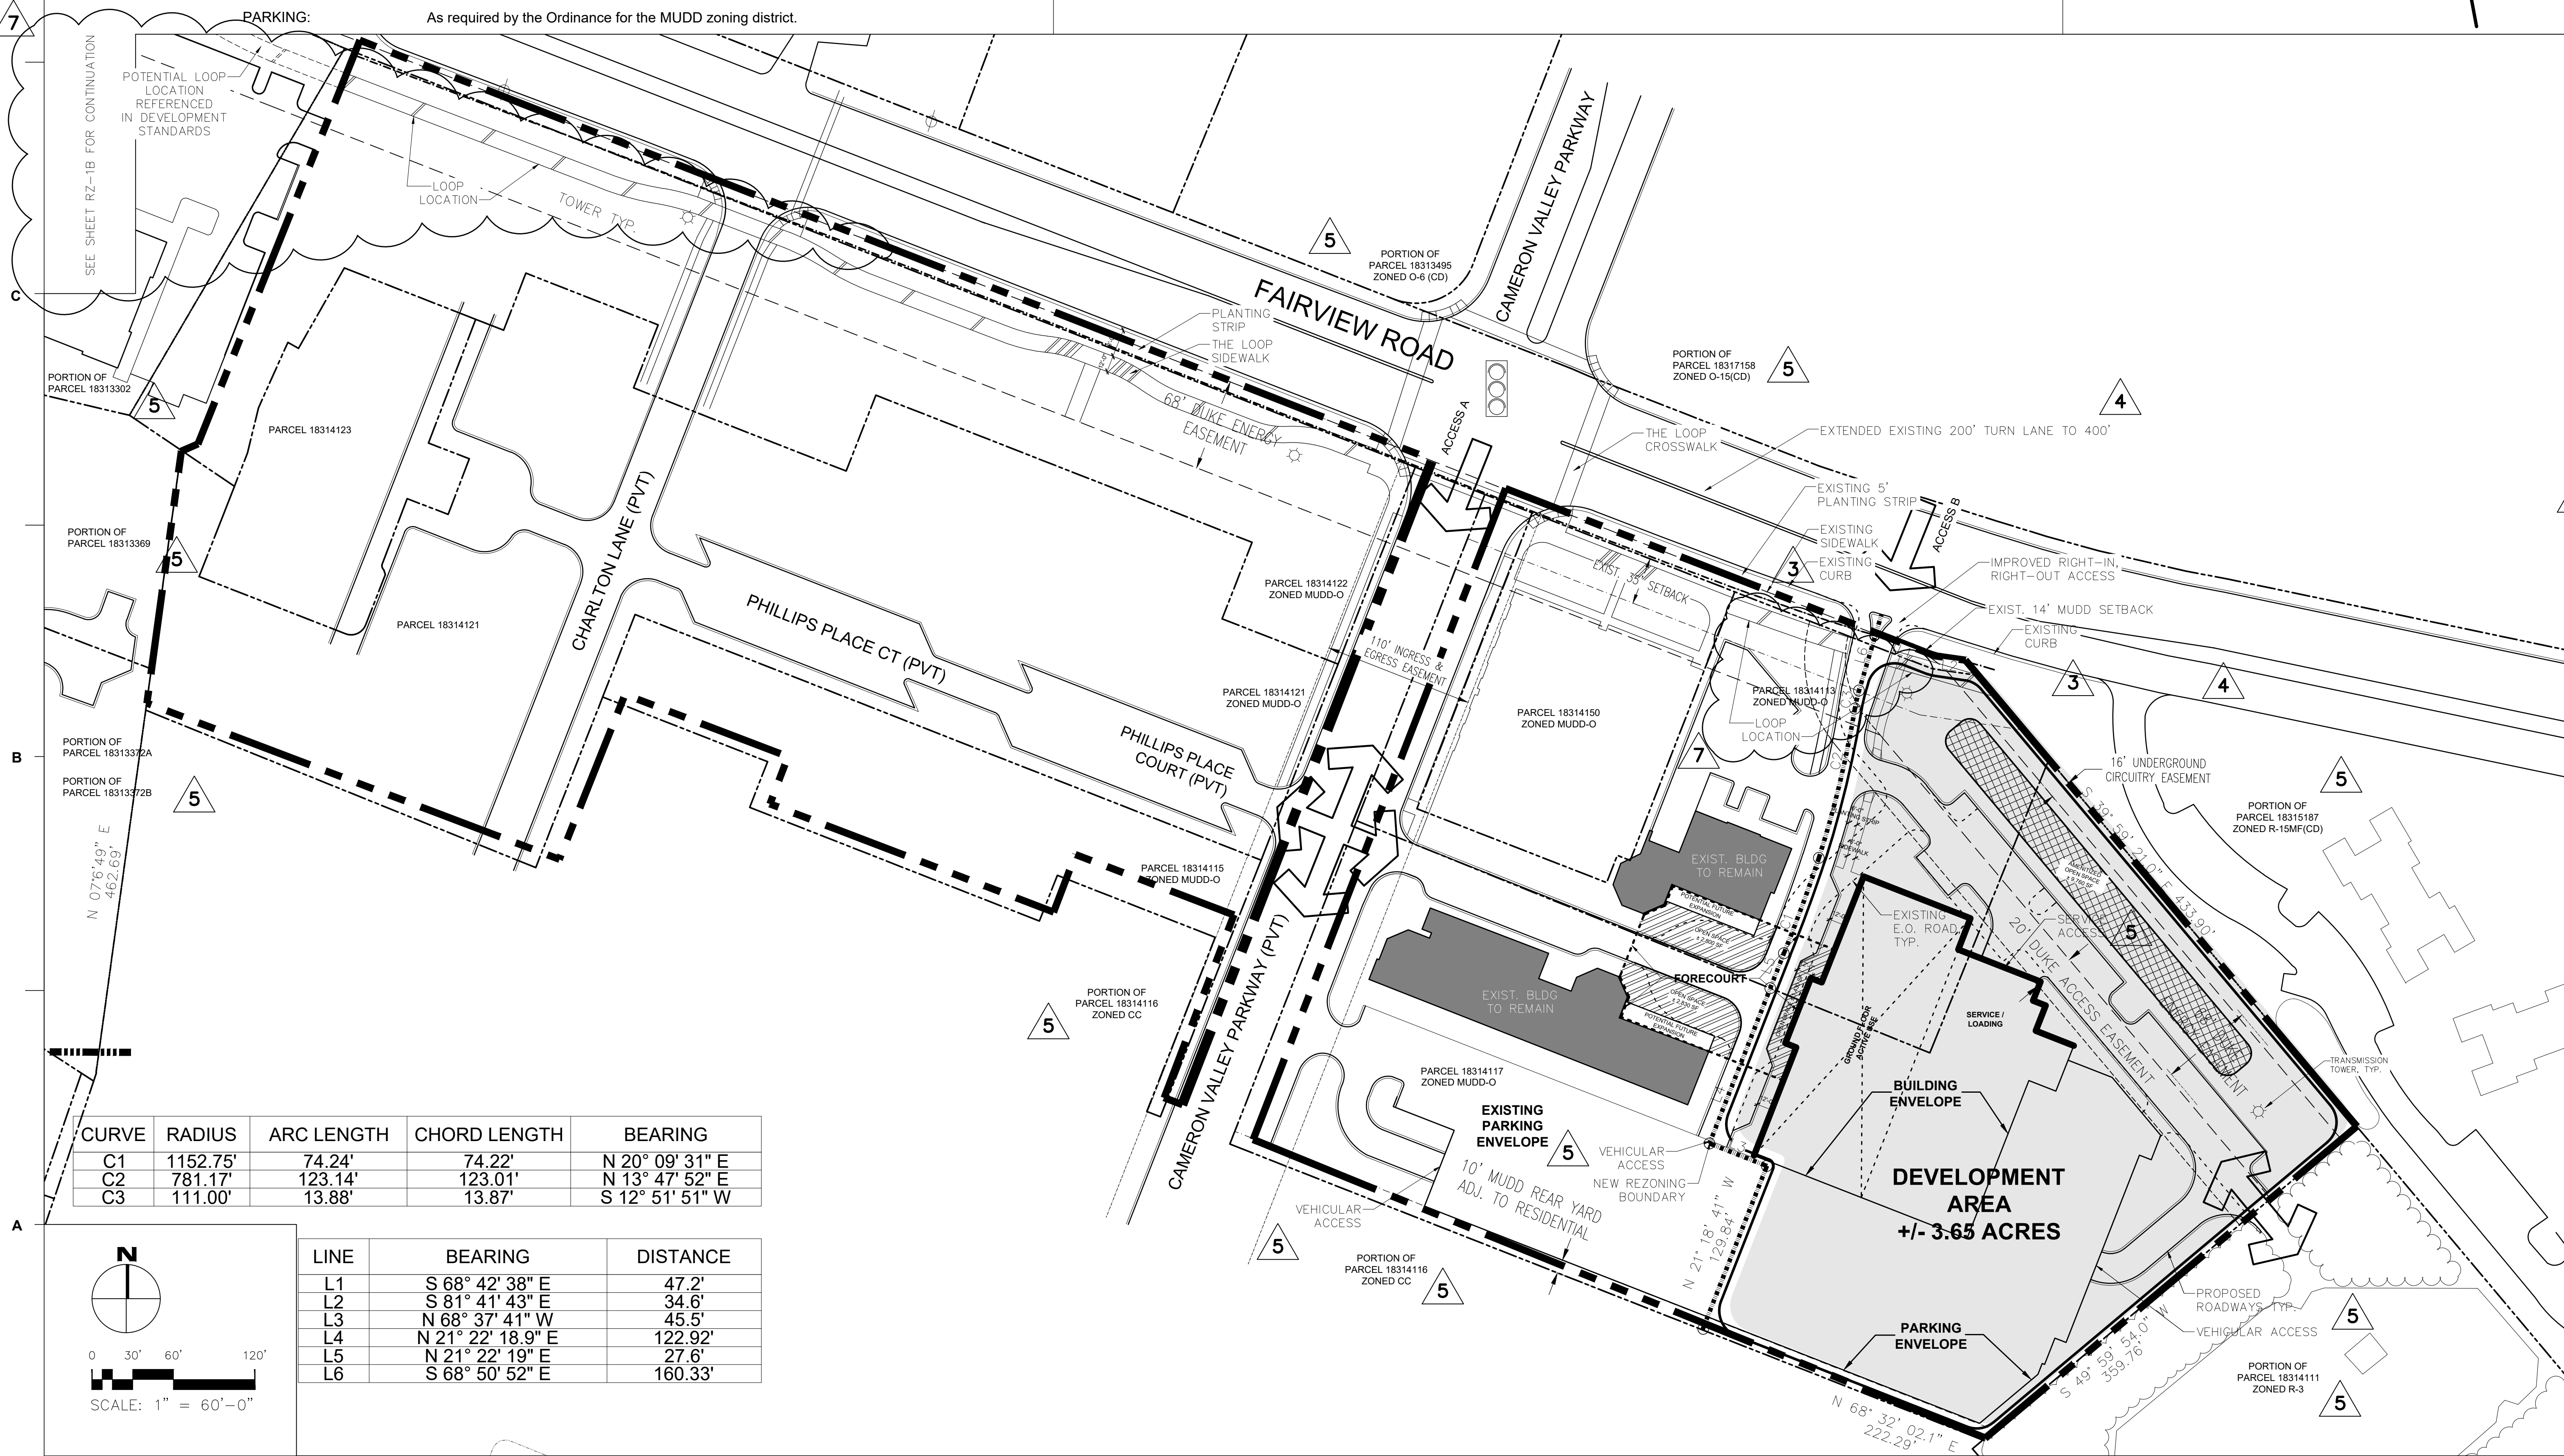 7
PARKING:
As required by the Ordinance for the MUDD zoning district.
SEE SHEET RZ-1B FOR CONTINUATION
POTENTIAL LOOP
LOCATION
REFERENCED
IN DEVELOPMENT
STANDARDS
LOOP
LOCATION
TOWER TYP.
C
PORTION OF
PARCEL 18313302
5
PARCEL 18314123
PORTION OF
PARCEL 18313369
5
PARCEL 18314121
CHARLTON LANE (PVT)
PHILLIPS PLACE CT (PVT)
PLANTING
STRIP
THE LOOP
SIDEWALK
68' DUKE ENERGY
EASEMENT
FAIRVIEW ROAD
5
PORTION OF
PARCEL 18313495
ZONED O-6 (CD)
CAMERON VALLEY PARKWAY
PORTION OF
PARCEL 18317158
ZONED O-15(CD)
5
4
ACCESS A
THE LOOP
CROSSWALK
EXTENDED EXISTING 200' TURN LANE TO 400'
EXISTING 5'
PLANTING STRIP
EXISTING
SIDEWALK
3
EXISTING
CURB
ACCESS B
IMPROVED RIGHT-IN,
RIGHT-OUT ACCESS
EXIST. 14' MUDD SETBACK
EXISTING
CURB
3
4
EXIST. 35' SETBACK
PARCEL 18314122
ZONED MUDD-O
110' INGRESS &
EGRESS EASEMENT
PARCEL 18314121
ZONED MUDD-O
PARCEL 18314150
ZONED MUDD-O
PARCEL 18314113
ZONED MUDD-O
LOOP
LOCATION
7
B
PORTION OF
PARCEL 18313372A
PORTION OF
PARCEL 18313372B
5
N 07°6'49" E
462.69'
PHILLIPS PLACE
COURT (PVT)
PARCEL 18314115
ZONED MUDD-O
16' UNDERGROUND
CIRCUITRY EASEMENT
S 39° 59' 21.0" E 433.90'
5
PORTION OF
PARCEL 18315187
ZONED R-15MF(CD)
EXIST. BLDG
TO REMAIN
POTENTIAL FUTURE
EXPANSION
OPEN SPACE
FORECOURT
EXIST. BLDG
TO REMAIN
OPEN SPACE
POTENTIAL FUTURE
EXPANSION
C1
EXISTING
E.O. ROAD
TYP.
SERVICE
ACCESS
5
OPEN SPACE
20' DUKE ACCESS EASEMENT
SERVICE /
LOADING
GROUND FLOOR
ACTIVE USE
TRANSMISSION
TOWER, TYP.
PORTION OF
PARCEL 18314116
ZONED CC
5
CAMERON VALLEY PARKWAY (PVT)
PARCEL 18314117
ZONED MUDD-O
EXISTING
PARKING
ENVELOPE
5
VEHICULAR
ACCESS
NEW REZONING
BOUNDARY
10' MUDD REAR YARD
ADJ. TO RESIDENTIAL
VEHICULAR
ACCESS
5
PORTION OF
PARCEL 18314116
ZONED CC
5
N 21° 18' 41" W
129.84'
BUILDING
ENVELOPE
DEVELOPMENT
AREA
+/- 3.65 ACRES
PARKING
ENVELOPE
PROPOSED
ROADWAYS TYP.
VEHICULAR ACCESS
5
S 49° 59' 54.0" W
359.76'
PORTION OF
PARCEL 18314111
ZONED R-3
5
N 68° 32' 02.1" E
222.29'
A
CURVE RADIUS ARC LENGTH CHORD LENGTH BEARING
C1 1152.75' 74.24' 74.22' N 20° 09' 31" E
C2 781.17' 123.14' 123.01' N 13° 47' 52" E
C3 111.00' 13.88' 13.87' S 12° 51' 51" W
LINE BEARING DISTANCE
L1 S 68° 42' 38" E 47.2'
L2 S 81° 41' 43" E 34.6'
L3 N 68° 37' 41" W 45.5'
L4 N 21° 22' 18.9" E 122.92'
L5 N 21° 22' 19" E 27.6'
L6 S 68° 50' 52" E 160.33'
N
0 30' 60' 120'
SCALE: 1" = 60'-0"